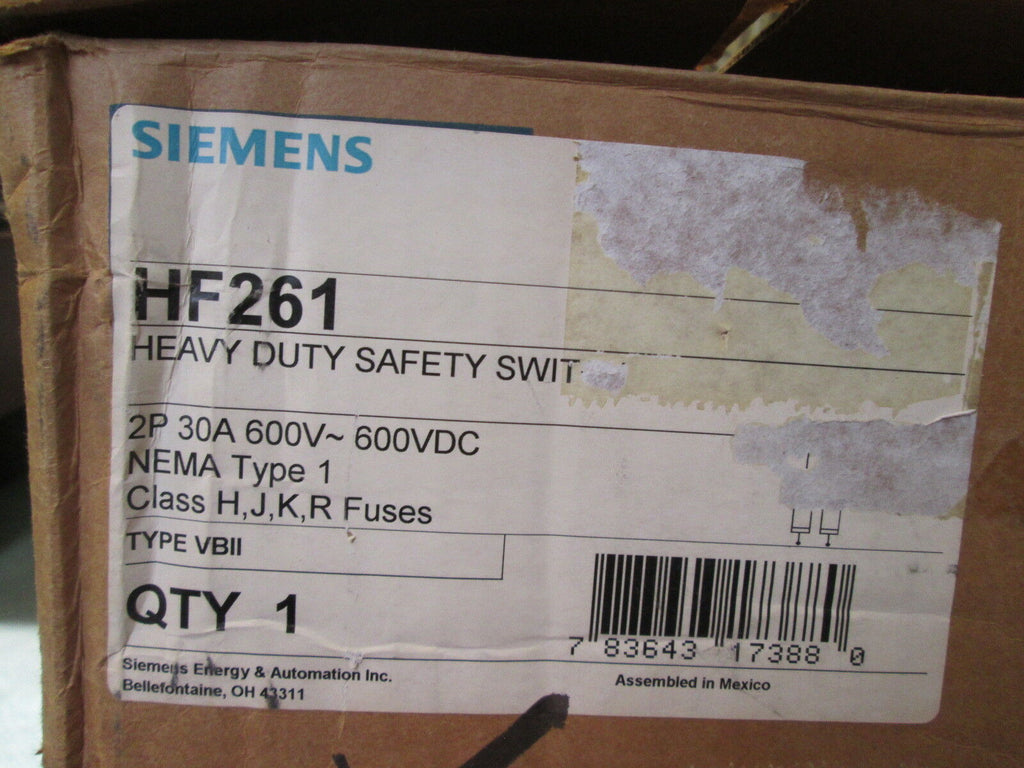 SIEMENS
HF261
HEAVY DUTY SAFETY SWIT
2P 30A 600V~ 600VDC
NEMA Type 1
Class H,J,K,R Fuses
TYPE VBII
QTY 1
7 83643 17388 0
Siemens Energy & Automation Inc.
Bellefontaine, OH 43311
Assembled in Mexico